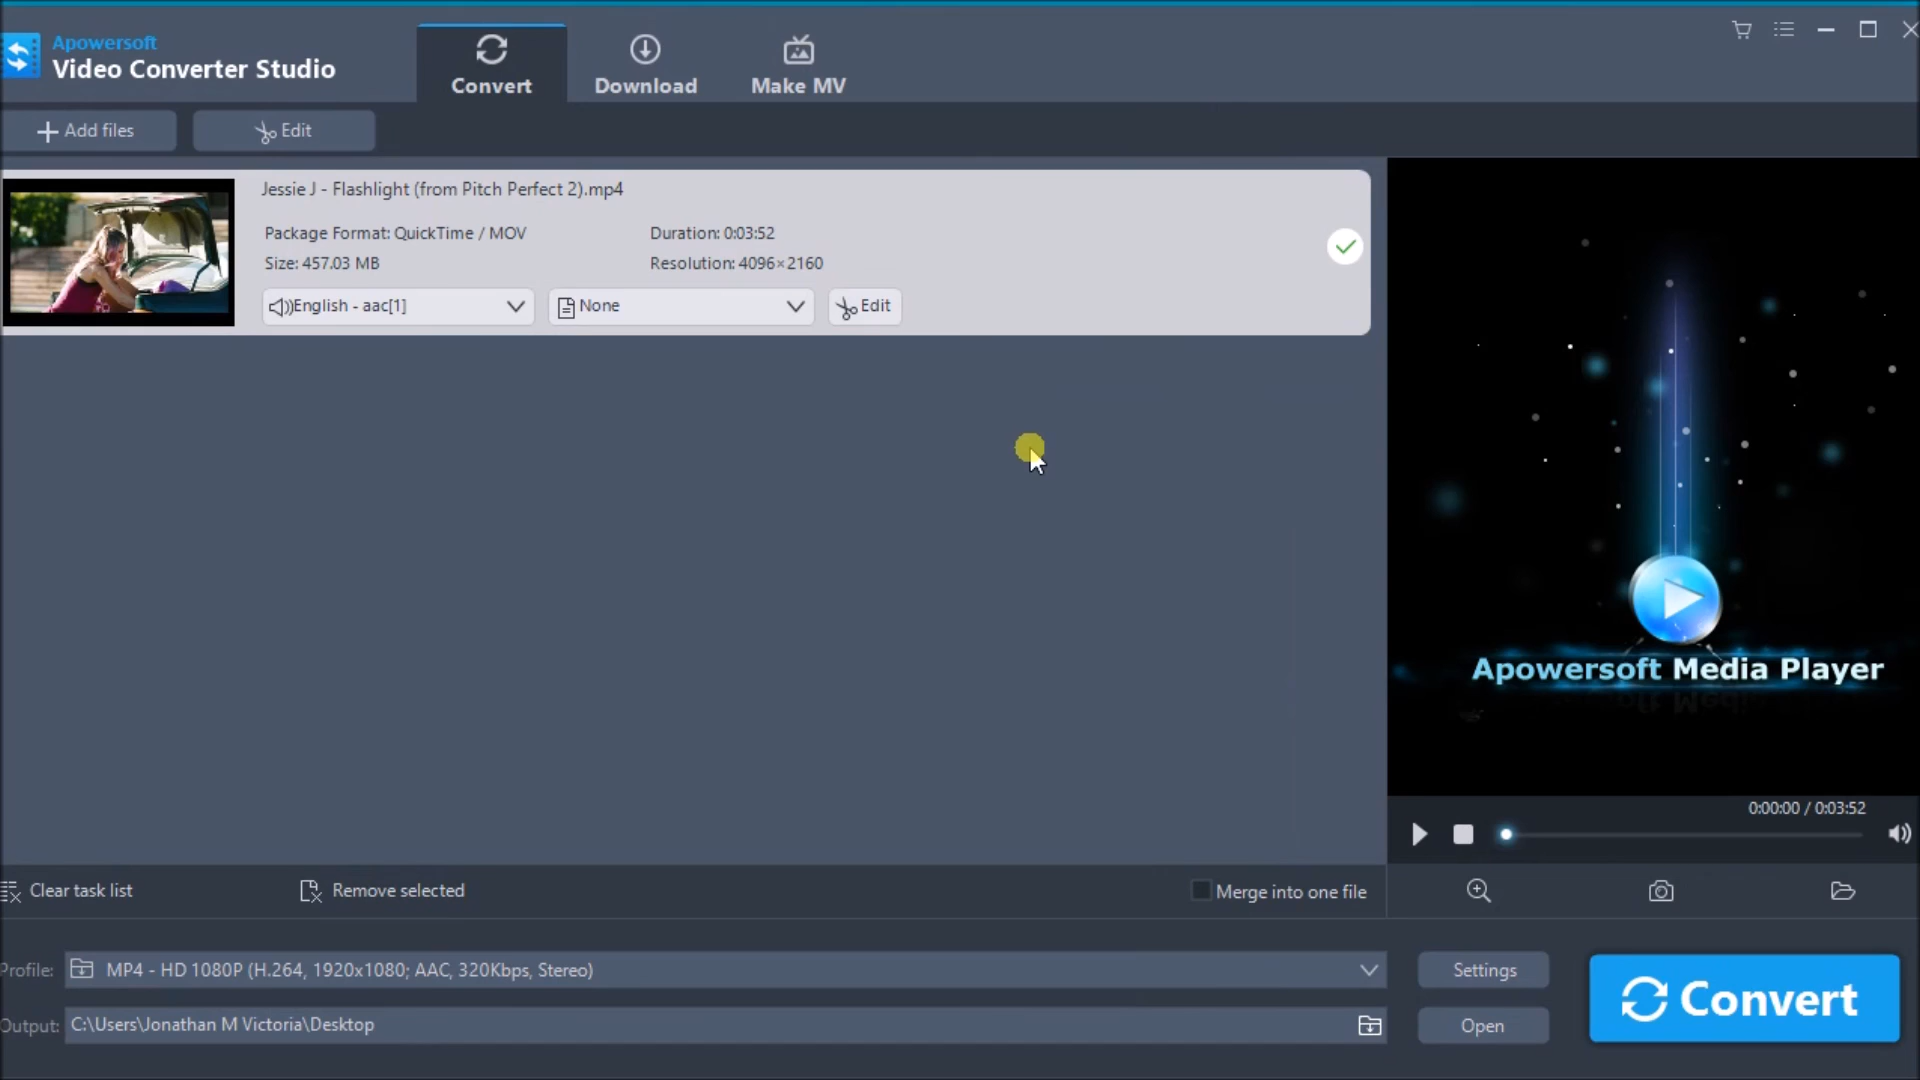 Apowersoft
Video Converter Studio
Convert
Download
Make MV
Add files
Edit
Jessie J - Flashlight (from Pitch Perfect 2).mp4
Package Format: QuickTime / MOV
Duration: 0:03:52
Size: 457.03 MB
Resolution: 4096×2160
English - aac[1]
None
Edit
Apowersoft Media Player
0:00:00 / 0:03:52
Clear task list
Remove selected
Merge into one file
Profile:
MP4 - HD 1080P (H.264, 1920x1080; AAC, 320Kbps, Stereo)
Settings
Convert
Output:
C:\Users\Jonathan M Victoria\Desktop
Open